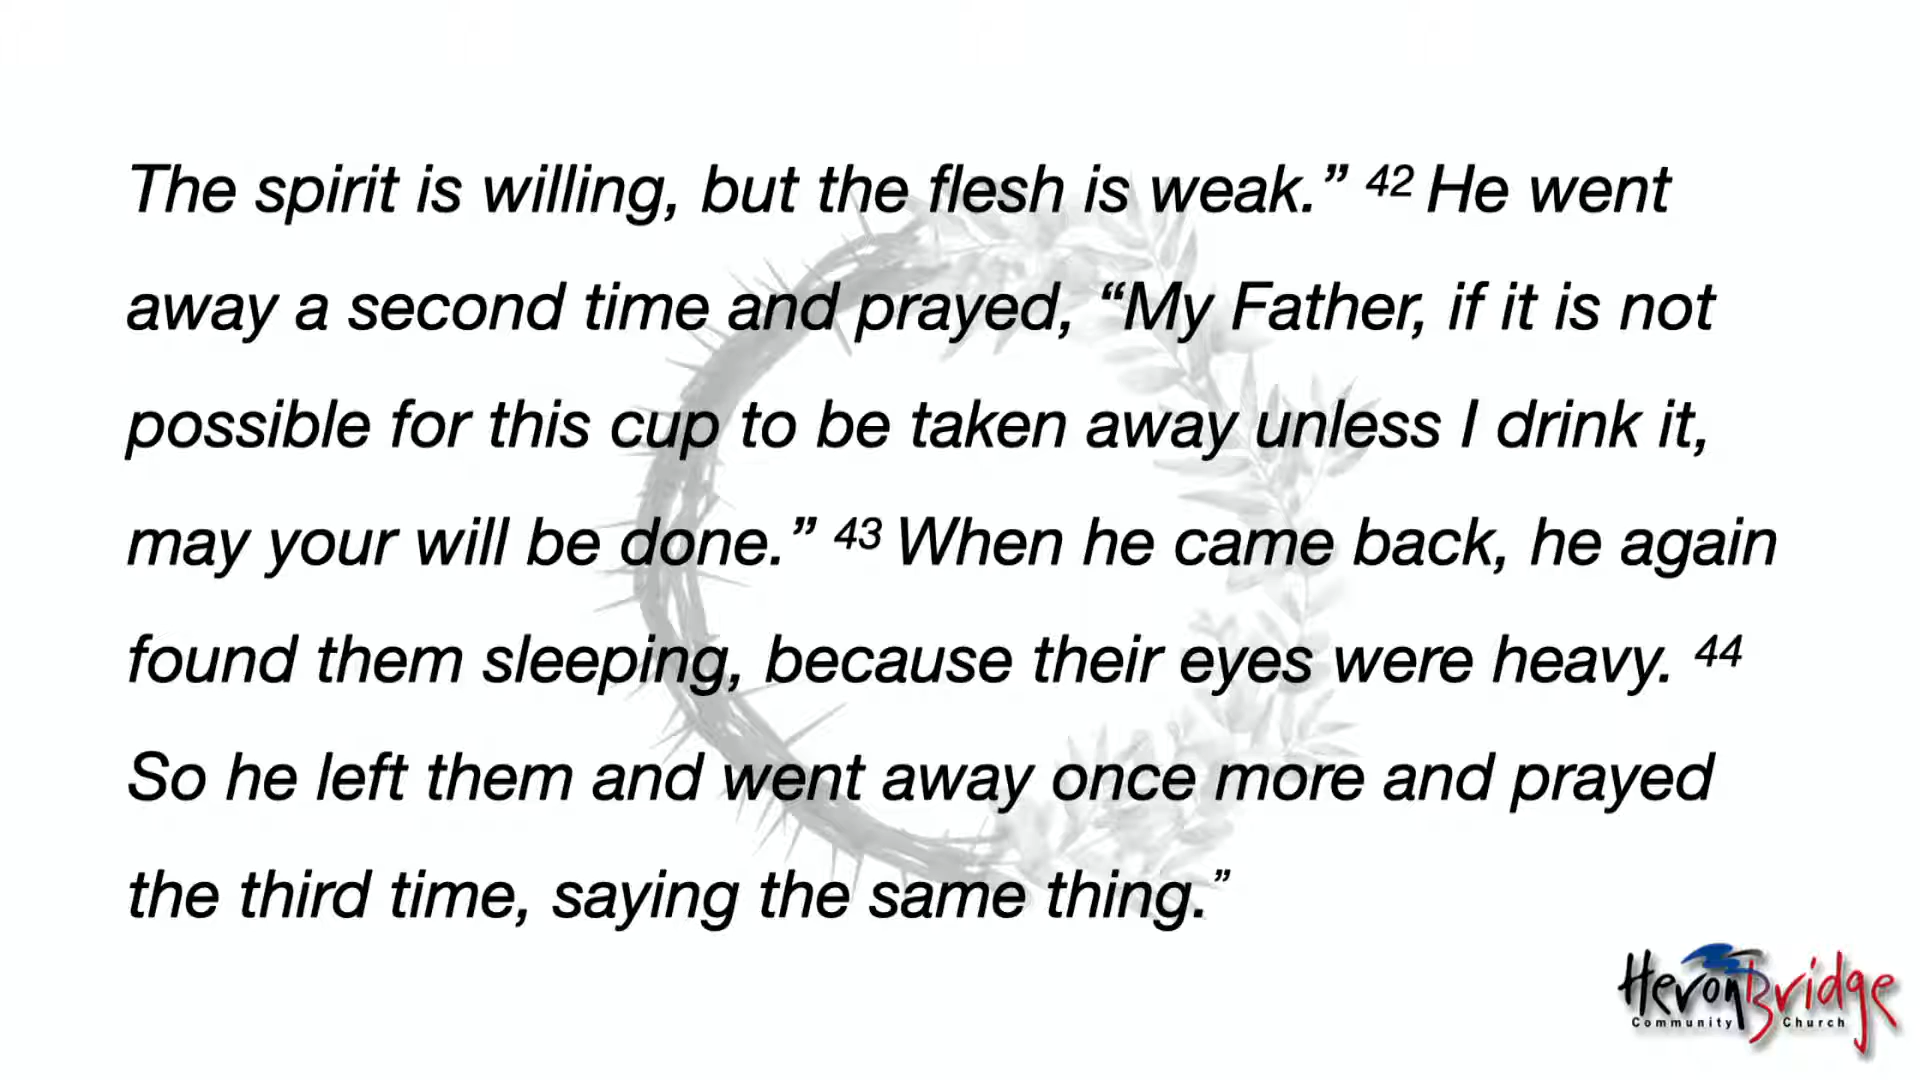 The spirit is willing, but the flesh is weak.” 42 He went
away a second time and prayed, “My Father, if it is not
possible for this cup to be taken away unless I drink it,
may your will be done.” 43 When he came back, he again
found them sleeping, because their eyes were heavy. 44
So he left them and went away once more and prayed
the third time, saying the same thing.”
HeronBridge
Community Church